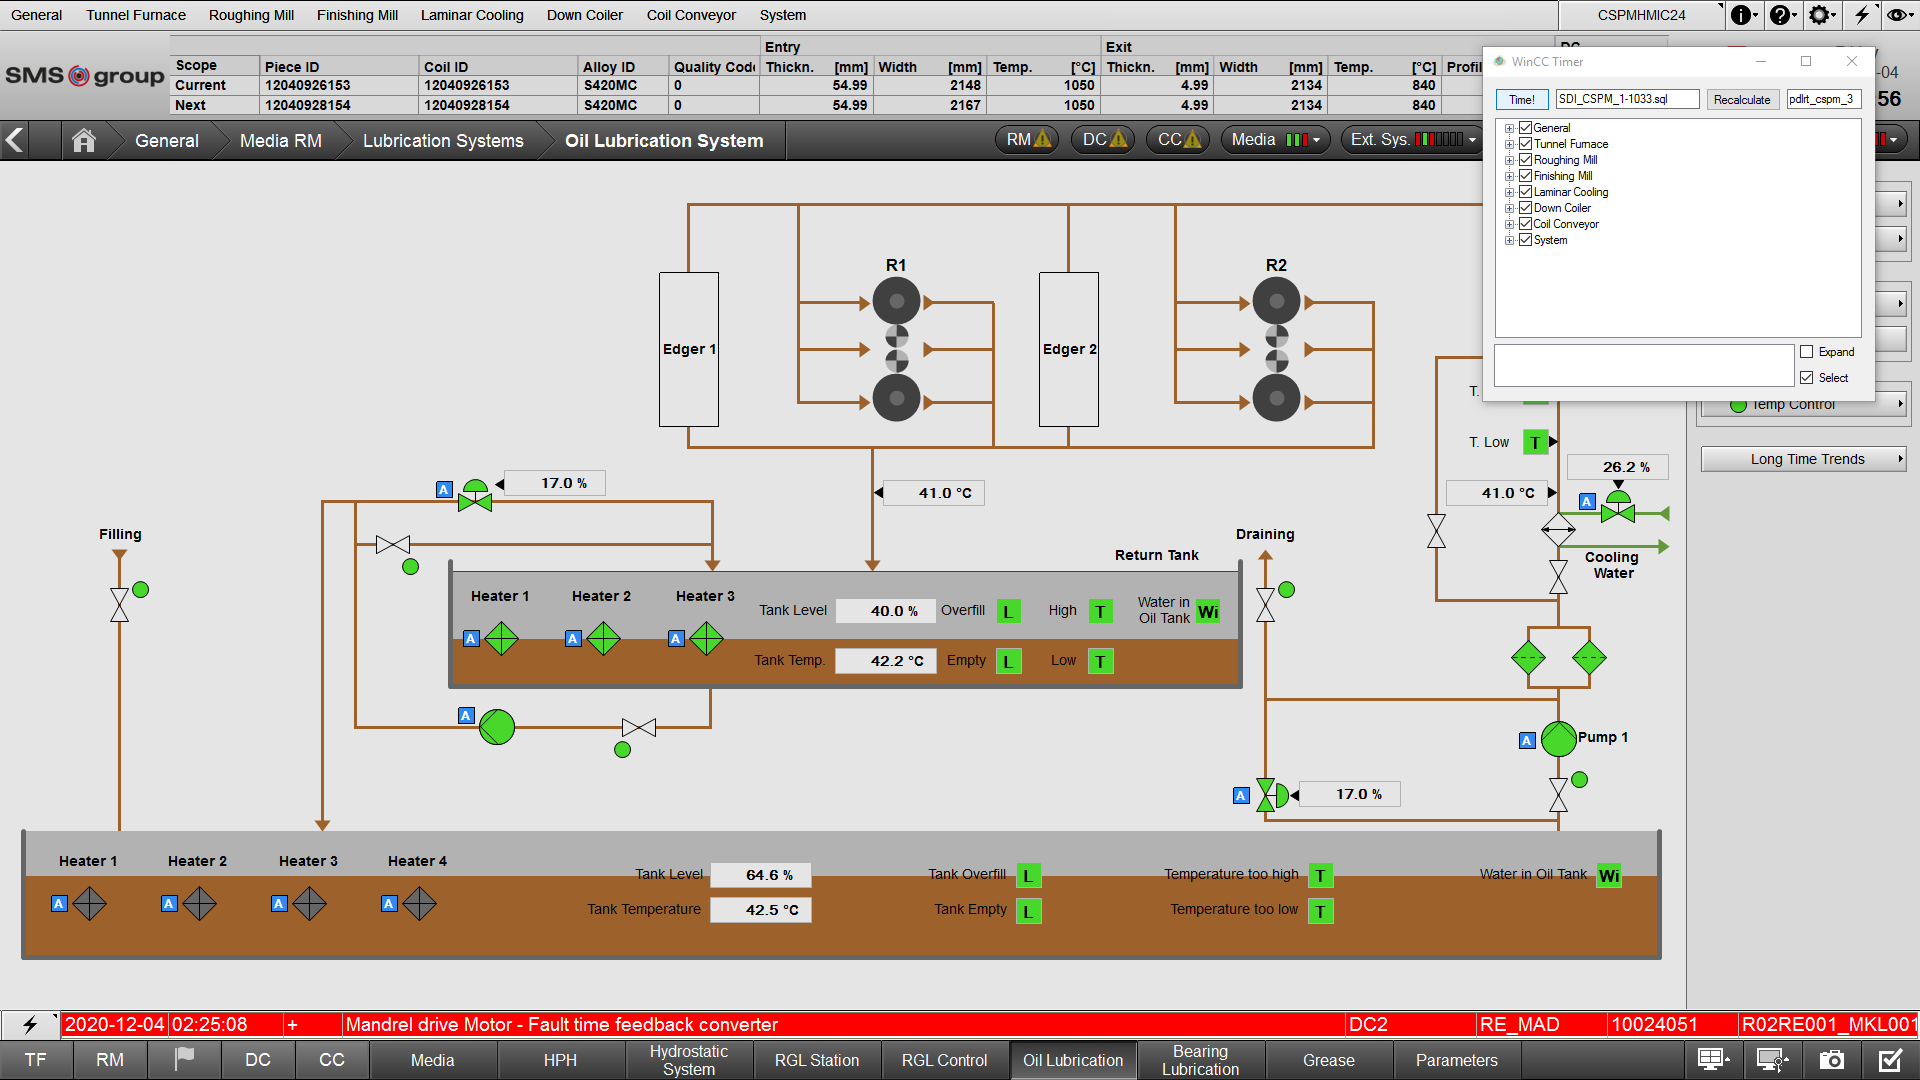 General Tunnel Furnace Roughing Mill Finishing Mill Laminar Cooling Down Coiler Coil Conveyor System CSPMHMIC24
SMS group
Entry Exit
Scope Piece ID Coil ID Alloy ID Quality Code Thickn. [mm] Width [mm] Temp. [°C] Thickn. [mm] Width [mm] Temp. [°C] Profil
Current 12040926153 12040926153 S420MC 0 54.99 2148 1050 4.99 2134 840
Next 12040928154 12040928154 S420MC 0 54.99 2167 1050 4.99 2134 840
-04
56
General Media RM Lubrication Systems Oil Lubrication System RM DC CC Media Ext. Sys.
WinCC Timer
Time! SDI_CSPM_1-1033.sql Recalculate pdlrt_cspm_3
General
Tunnel Furnace
Roughing Mill
Finishing Mill
Laminar Cooling
Down Coiler
Coil Conveyor
System
Expand
Select
R1 R2
Edger 1 Edger 2
T.
Temp Control
T. Low T
Long Time Trends
26.2 %
A 17.0 %
41.0 °C
41.0 °C
A
Filling
Draining
Return Tank
Cooling
Water
Heater 1 Heater 2 Heater 3
Tank Level 40.0 % Overfill L High T Water in
Oil Tank Wi
A A A
Tank Temp. 42.2 °C Empty L Low T
A
A Pump 1
A 17.0 %
Heater 1 Heater 2 Heater 3 Heater 4
Tank Level 64.6 % Tank Overfill L Temperature too high T Water in Oil Tank Wi
A A A A
Tank Temperature 42.5 °C Tank Empty L Temperature too low T
2020-12-04 02:25:08 + Mandrel drive Motor - Fault time feedback converter DC2 RE_MAD 10024051 R02RE001_MKL001
TF RM DC CC Media HPH Hydrostatic
System RGL Station RGL Control Oil Lubrication Bearing
Lubrication Grease Parameters